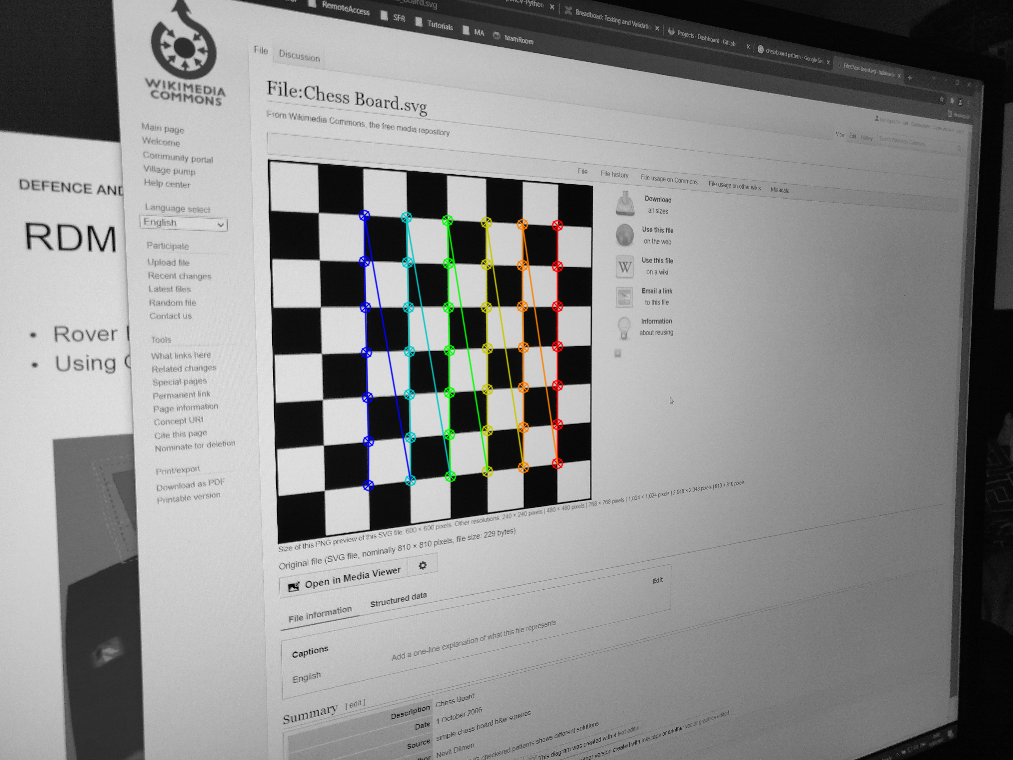 RemoteAccess
SFR
Tutorials
MA
teamRoom
File
Discussion
WIKIMEDIA
COMMONS
File:Chess Board.svg
From Wikimedia Commons, the free media repository
Main page
Welcome
Community portal
Village pump
Help center
Language select
English
Participate
Upload file
Recent changes
Latest files
Random file
Contact us
Tools
What links here
Related changes
Special pages
Permanent link
Page information
Concept URI
Cite this page
Nominate for deletion
Print/export
Download as PDF
Printable version
DEFENCE AND
RDM
• Rover
• Using
File
File history
File usage on Commons
File usage on other wikis
Metadata
Download
all sizes
Use this file
on the web
Use this file
on a wiki
Email a link
to this file
Information
about reusing
Size of this PNG preview of this SVG file: 600 × 600 pixels. Other resolutions: 240 × 240 pixels | 480 × 480 pixels | 768 × 768 pixels | 1,024 × 1,024 pixels
Original file (SVG file, nominally 810 × 810 pixels, file size: 229 bytes)
Open in Media Viewer
File information
Structured data
Captions
Edit
English
Add a one-line explanation of what this file represents
Summary [edit]
Description
Chess Board
Date
1 October 2006
Source
simple chess board b&w squares
Nevit Dilmen